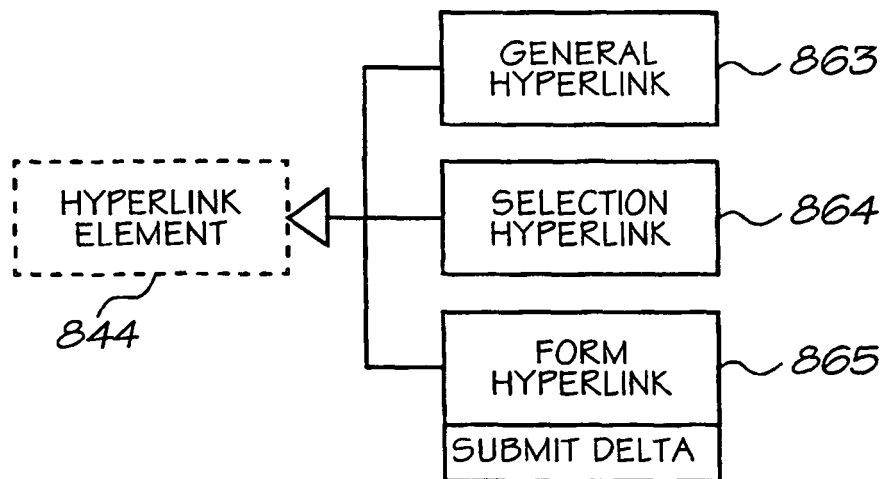 GENERAL
HYPERLINK
863
HYPERLINK
ELEMENT
844
SELECTION
HYPERLINK
864
FORM
HYPERLINK
865
SUBMIT DELTA